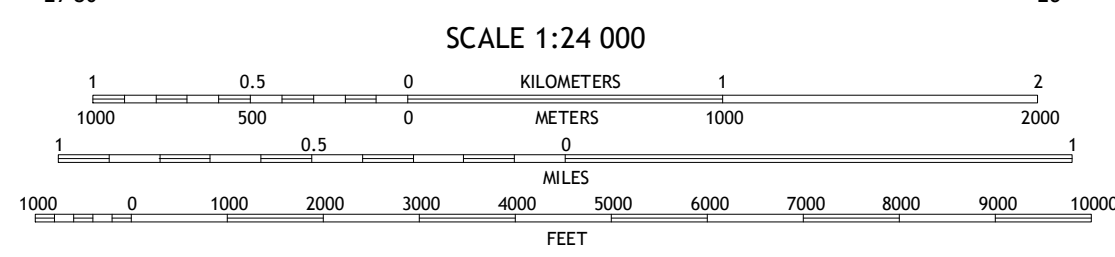 SCALE 1:24 000
1 0.5 0 KILOMETERS 1 2
1000 500 0 METERS 1000 2000
1 0.5 0 1
MILES
1000 0 1000 2000 3000 4000 5000 6000 7000 8000 9000 10000
FEET